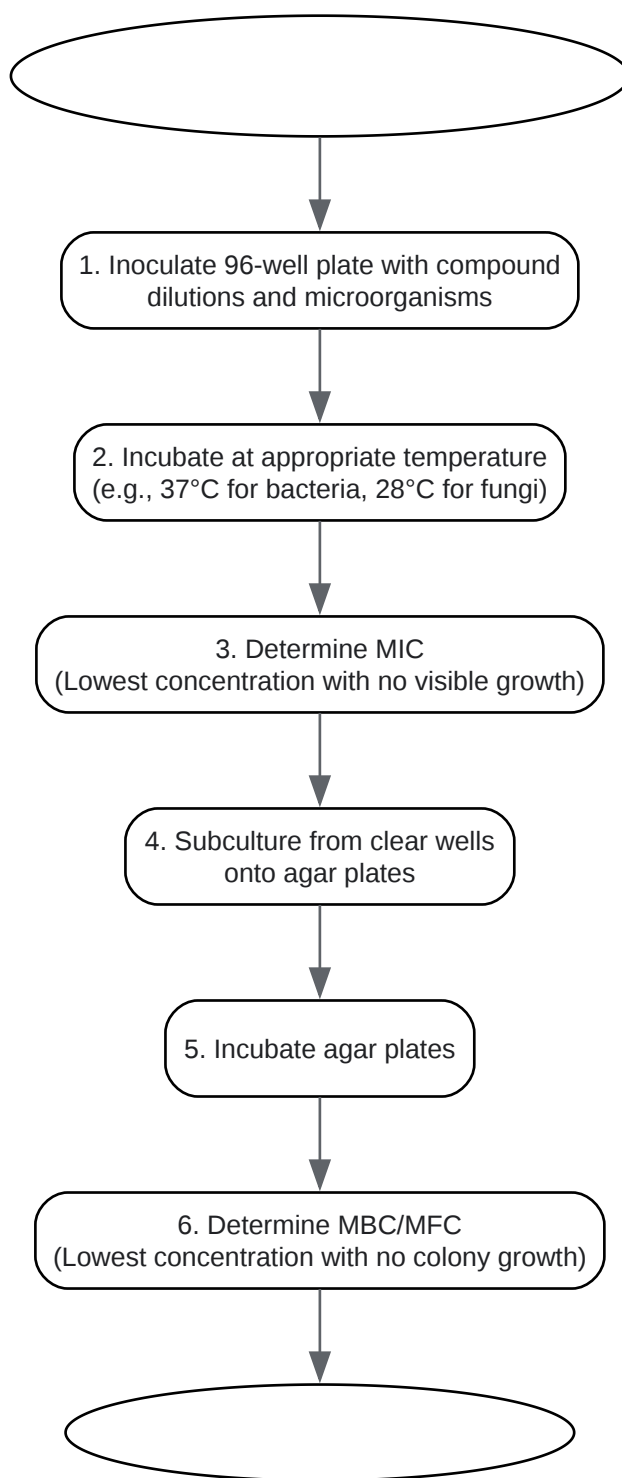 1. Inoculate 96-well plate with compound
dilutions and microorganisms
2. Incubate at appropriate temperature
(e.g., 37°C for bacteria, 28°C for fungi)
3. Determine MIC
(Lowest concentration with no visible growth)
4. Subculture from clear wells
onto agar plates
5. Incubate agar plates
6. Determine MBC/MFC
(Lowest concentration with no colony growth)